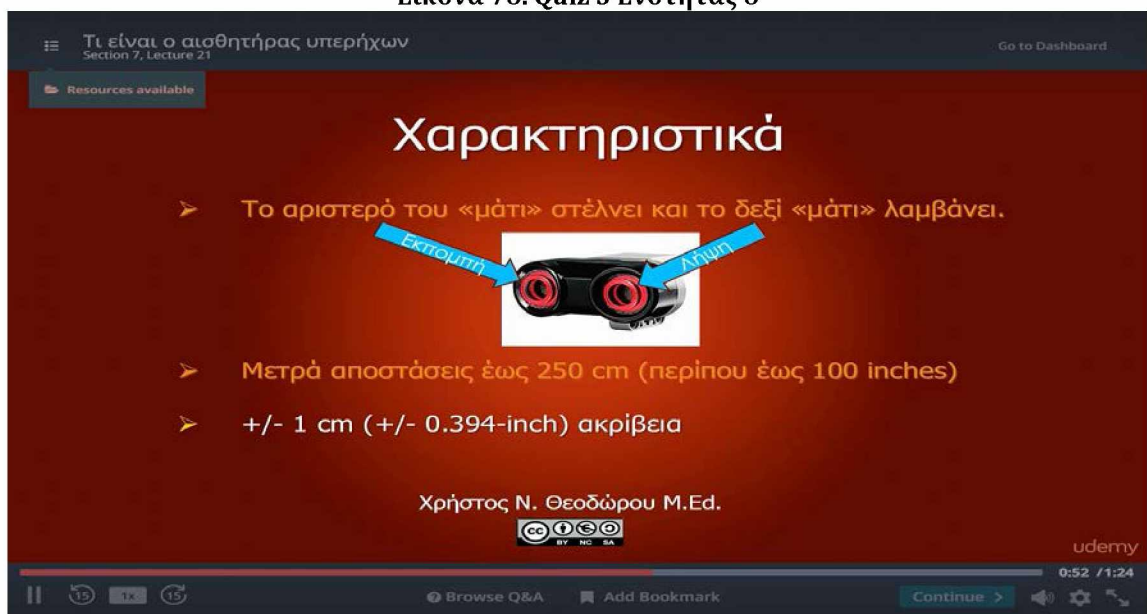 Τι είναι ο αισθητήρας υπερήχων
Section 7, Lecture 21
Go to Dashboard
Resources available
Χαρακτηριστικά
➢ Το αριστερό του «μάτι» στέλνει και το δεξί «μάτι» λαμβάνει.
Εκπομπή
Λήψη
➢ Μετρά αποστάσεις έως 250 cm (περίπου έως 100 inches)
➢ +/- 1 cm (+/- 0.394-inch) ακρίβεια
Χρήστος Ν. Θεοδώρου M.Ed.
cc BY NC SA
udemy
0:52 /1:24
15 1x 15 Browse Q&A Add Bookmark Continue >